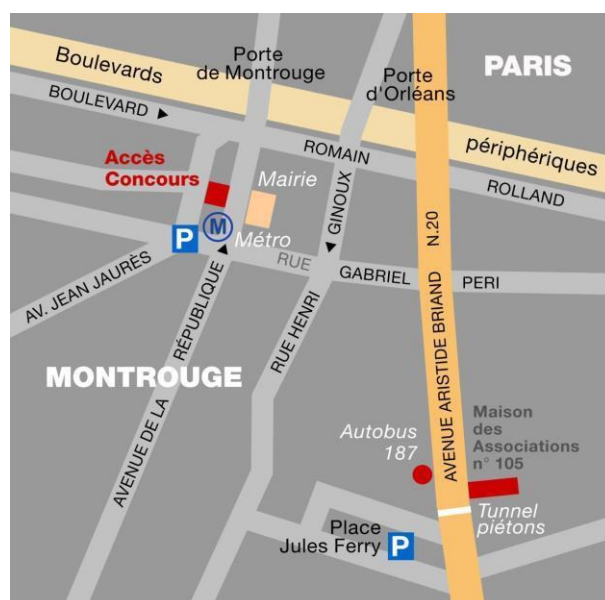 Porte
de Montrouge
PARIS
Boulevards
périphériques
Porte
d'Orléans
BOULEVARD
ROMAIN
ROLLAND
Accès
Concours
Mairie
M
Métro
P
GINOUX
N.20
RUE
GABRIEL
PERI
AV. JEAN JAURÈS
RÉPUBLIQUE
RUE HENRI
AVENUE ARISTIDE BRIAND
MONTROUGE
AVENUE DE LA
Autobus
187
Maison
des
Associations
n° 105
Tunnel
piétons
Place
Jules Ferry
P